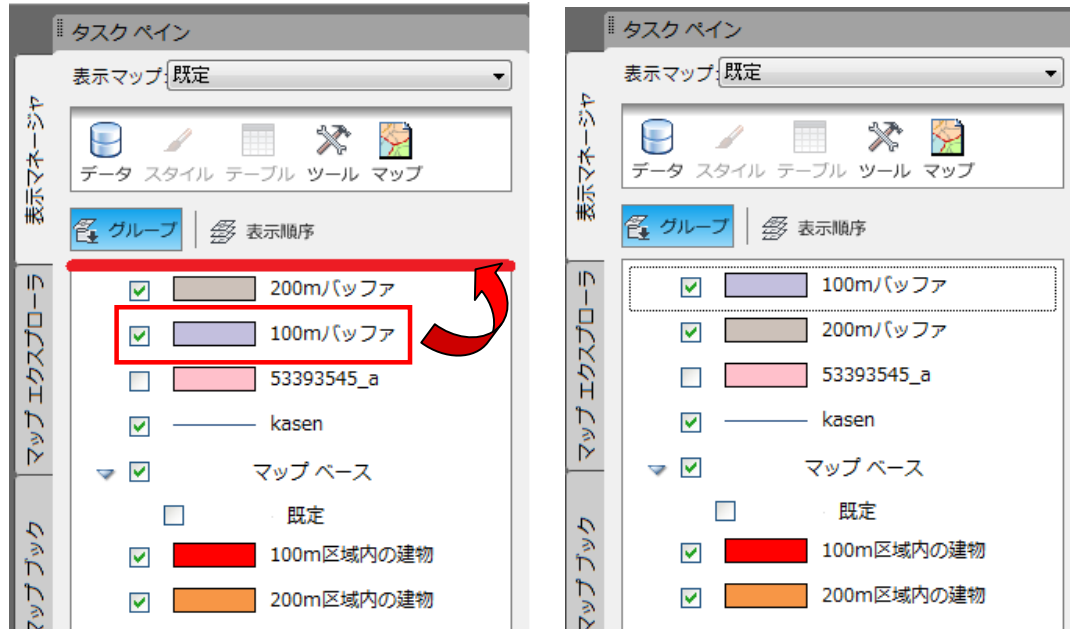 タスク ペイン
表示マップ: 既定
データ スタイル テーブル ツール マップ
グループ 表示順序
200mバッファ
100mバッファ
53393545_a
kasen
マップ ベース
既定
100m区域内の建物
200m区域内の建物
表示マネージャ
マップ エクスプローラ
マップ ブック
タスク ペイン
表示マップ: 既定
データ スタイル テーブル ツール マップ
グループ 表示順序
100mバッファ
200mバッファ
53393545_a
kasen
マップ ベース
既定
100m区域内の建物
200m区域内の建物
表示マネージャ
マップ エクスプローラ
マップ ブック